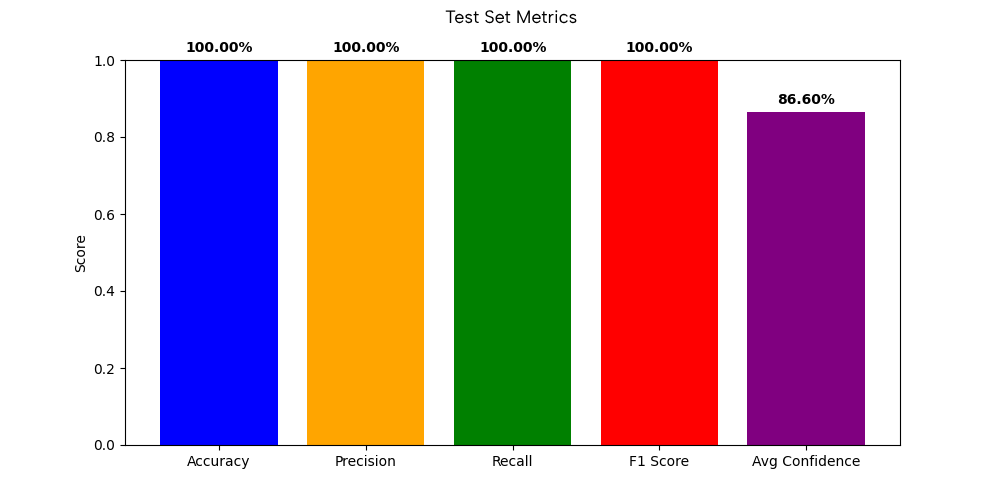 Test Set Metrics
100.00% 100.00% 100.00% 100.00%
86.60%
1.0
0.8
0.6
0.4
0.2
0.0
Score
Accuracy Precision Recall F1 Score Avg Confidence